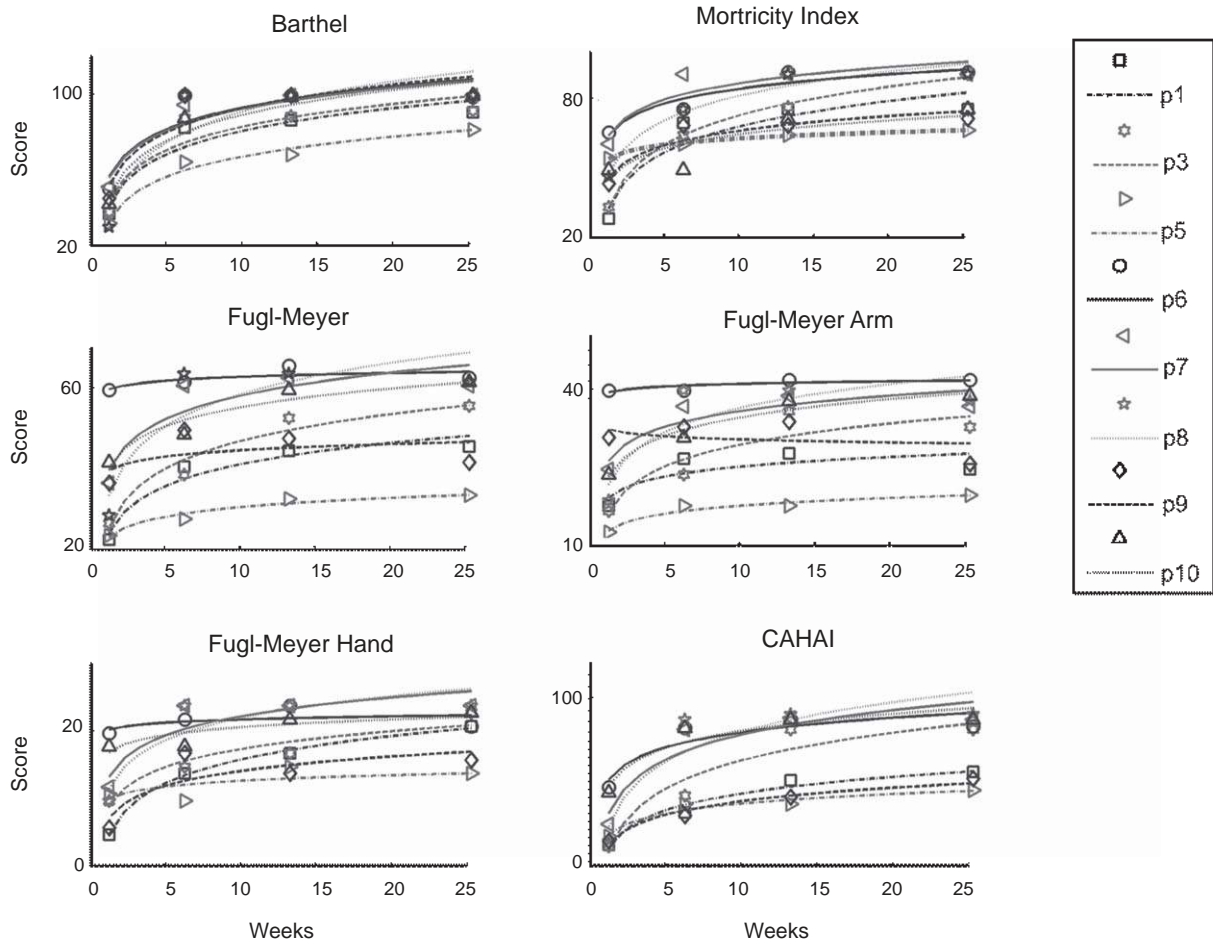 Barthel
Mortricity Index
100
Score
20
0 5 10 15 20 25
80
20
0 5 10 15 20 25
p1
p3
p5
p6
p7
p8
p9
p10
Fugl-Meyer
Fugl-Meyer Arm
60
Score
20
0 5 10 15 20 25
40
10
0 5 10 15 20 25
Fugl-Meyer Hand
CAHAI
20
Score
0
0 5 10 15 20 25
Weeks
100
0
0 5 10 15 20 25
Weeks